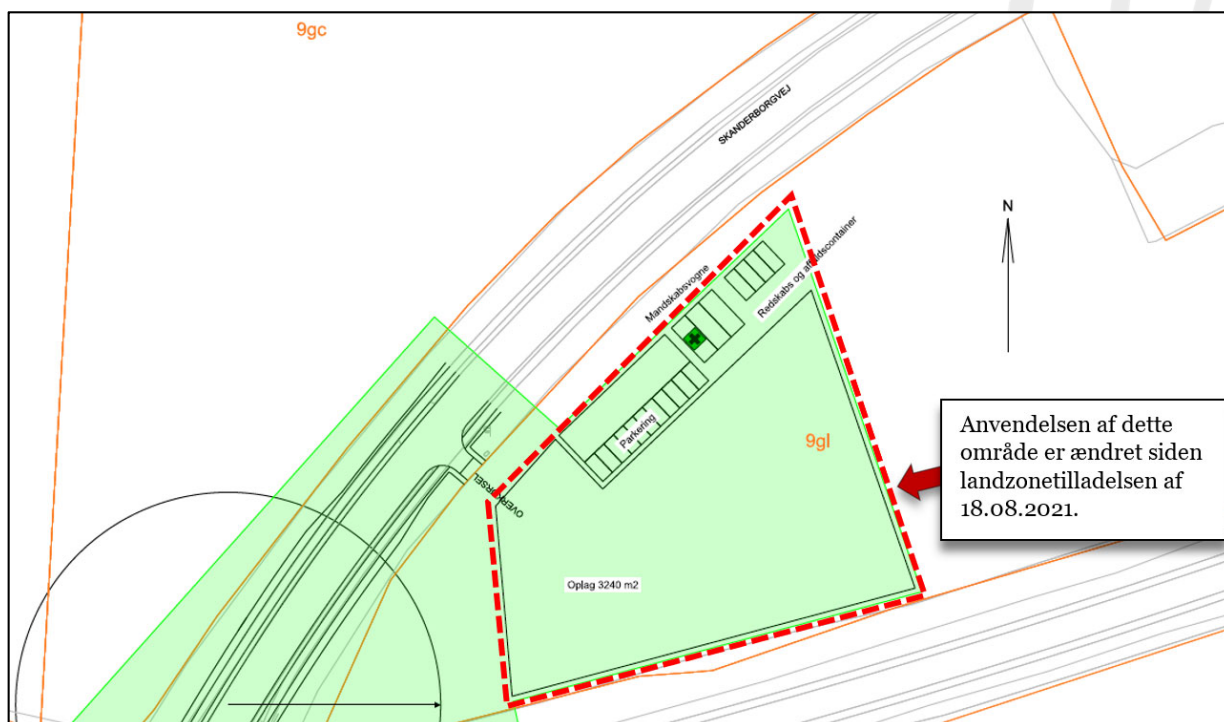 9gc
SKANDERBORGVEJ
N
Mandskabsvogne
Redskabs og affaldscontainer
Parkering
9gl
OVERKØRSEL
Oplag 3240 m2
Anvendelsen af dette
område er ændret siden
landzonetilladelsen af
18.08.2021.